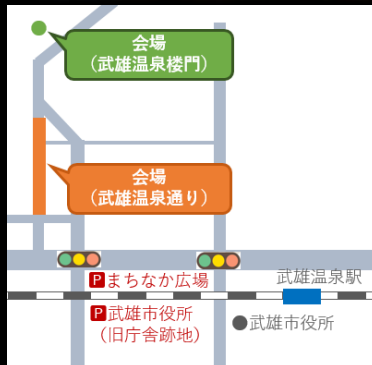 会場
（武雄温泉楼門）
会場
（武雄温泉通り）
Pまちなか広場
武雄温泉駅
P武雄市役所
（旧庁舎跡地）
●武雄市役所